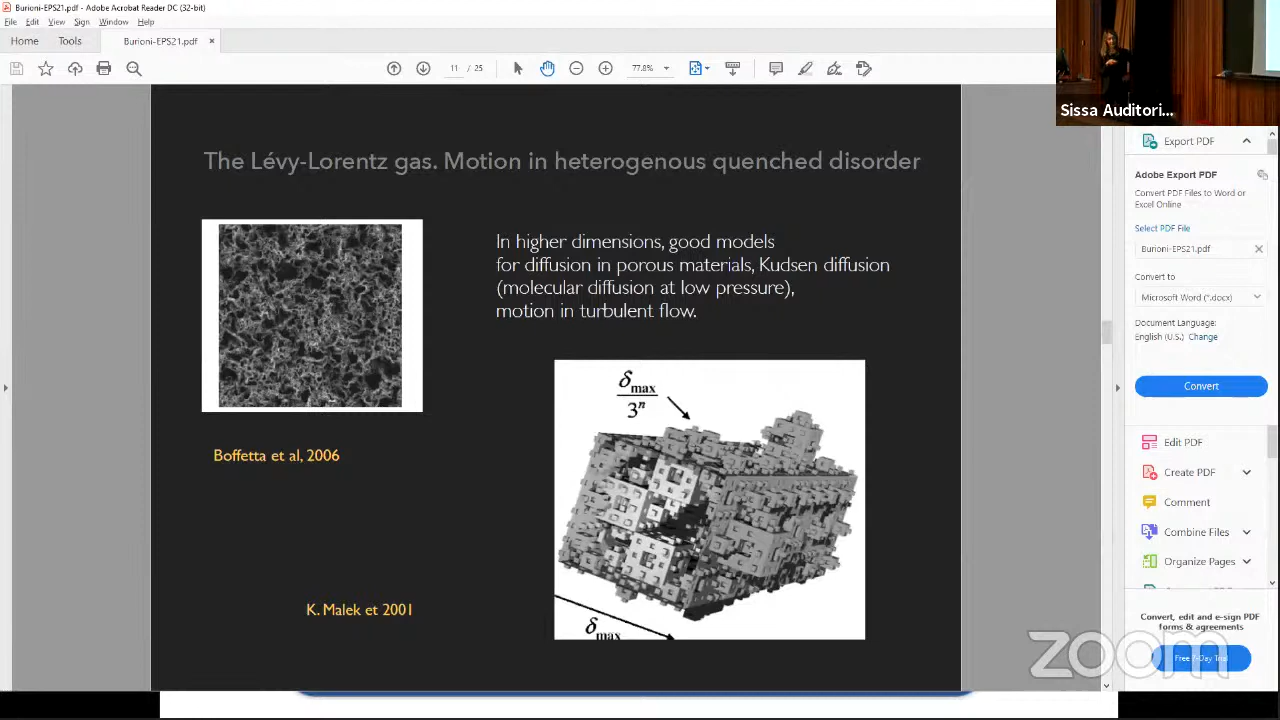 Burioni-EPS21.pdf - Adobe Acrobat Reader DC (32-bit)
File Edit View Sign Window Help
Home Tools Burioni-EPS21.pdf ×
11 / 25 77.8%
Sissa Auditori...
The Lévy-Lorentz gas. Motion in heterogenous quenched disorder
In higher dimensions, good models
for diffusion in porous materials, Kudsen diffusion
(molecular diffusion at low pressure),
motion in turbulent flow.
δmax
3ⁿ
δmax
Boffetta et al, 2006
K. Malek et 2001
Export PDF
Adobe Export PDF
Convert PDF Files to Word or
Excel Online
Select PDF File
Burioni-EPS21.pdf
Convert to
Microsoft Word (*.docx)
Document Language:
English (U.S.) Change
Convert
Edit PDF
Create PDF
Comment
Combine Files
Organize Pages
Convert, edit and e-sign PDF
forms & agreements
Free 7-Day Trial
zoom